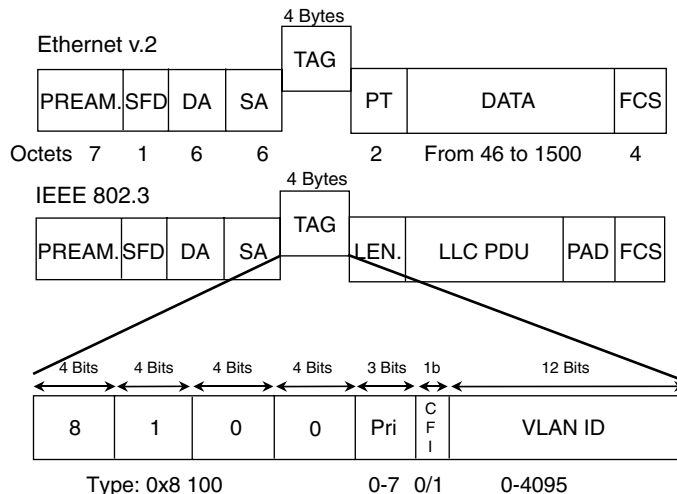 4 Bytes
Ethernet v.2
TAG
PREAM. SFD DA SA PT DATA FCS
Octets 7 1 6 6 2 From 46 to 1500 4
4 Bytes
IEEE 802.3
TAG
PREAM. SFD DA SA LEN. LLC PDU PAD FCS
4 Bits 4 Bits 4 Bits 4 Bits 3 Bits 1b 12 Bits
8 1 0 0 Pri CFI VLAN ID
Type: 0x8 100 0-7 0/1 0-4095